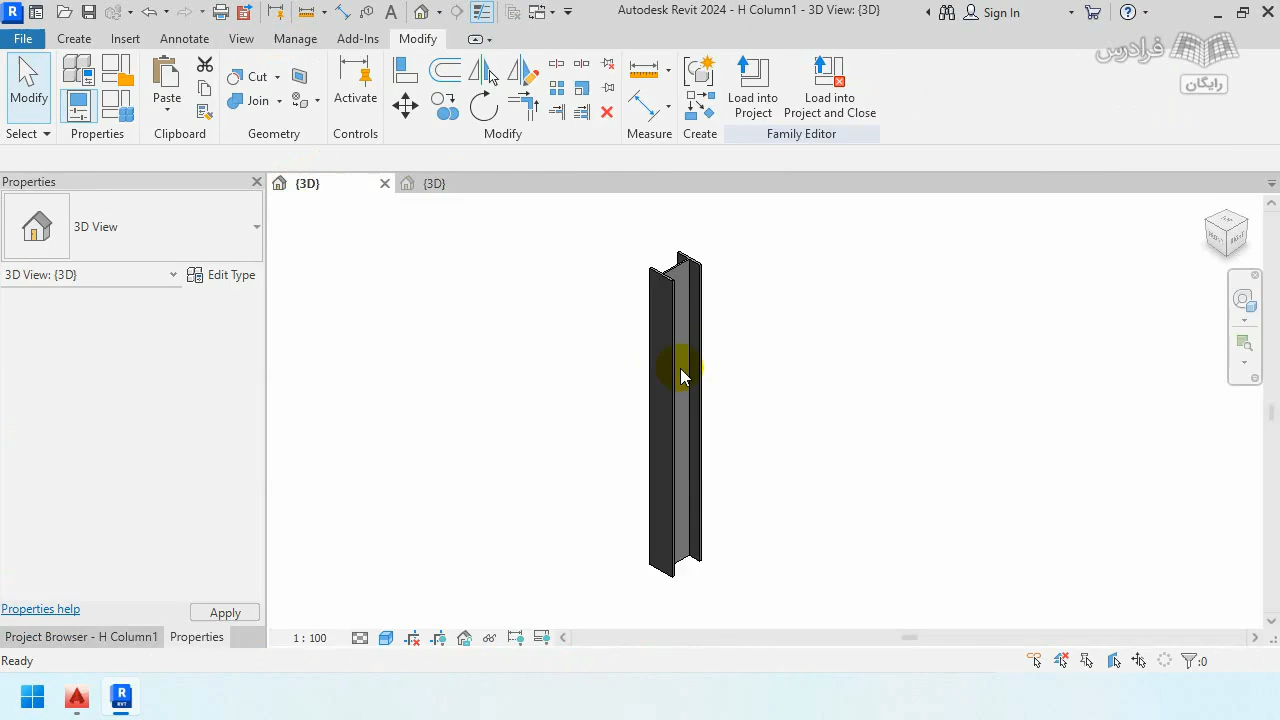 Autodesk Revit 2024 - H Column1 - 3D View: {3D}
Sign In
File
Create
Insert
Annotate
View
Manage
Add-Ins
Modify
فرادرس
رایگان
Modify
Select
Properties
Paste
Clipboard
Cut
Join
Geometry
Activate
Controls
Modify
Measure
Create
Load into
Project
Load into
Project and Close
Family Editor
Properties
{3D}
{3D}
3D View
3D View: {3D}
Edit Type
Properties help
Apply
Project Browser - H Column1
Properties
1 : 100
Ready
:0